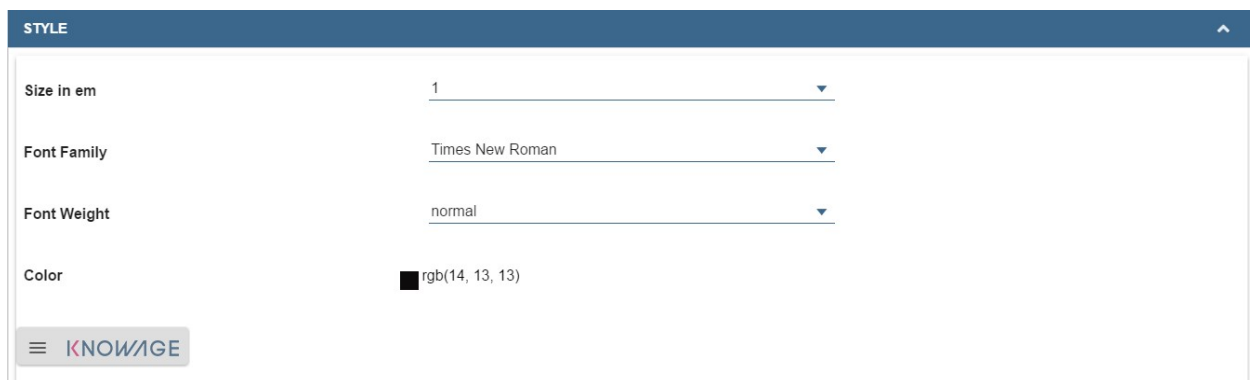 STYLE
Size in em 1
Font Family Times New Roman
Font Weight normal
Color rgb(14, 13, 13)
KNOWAGE